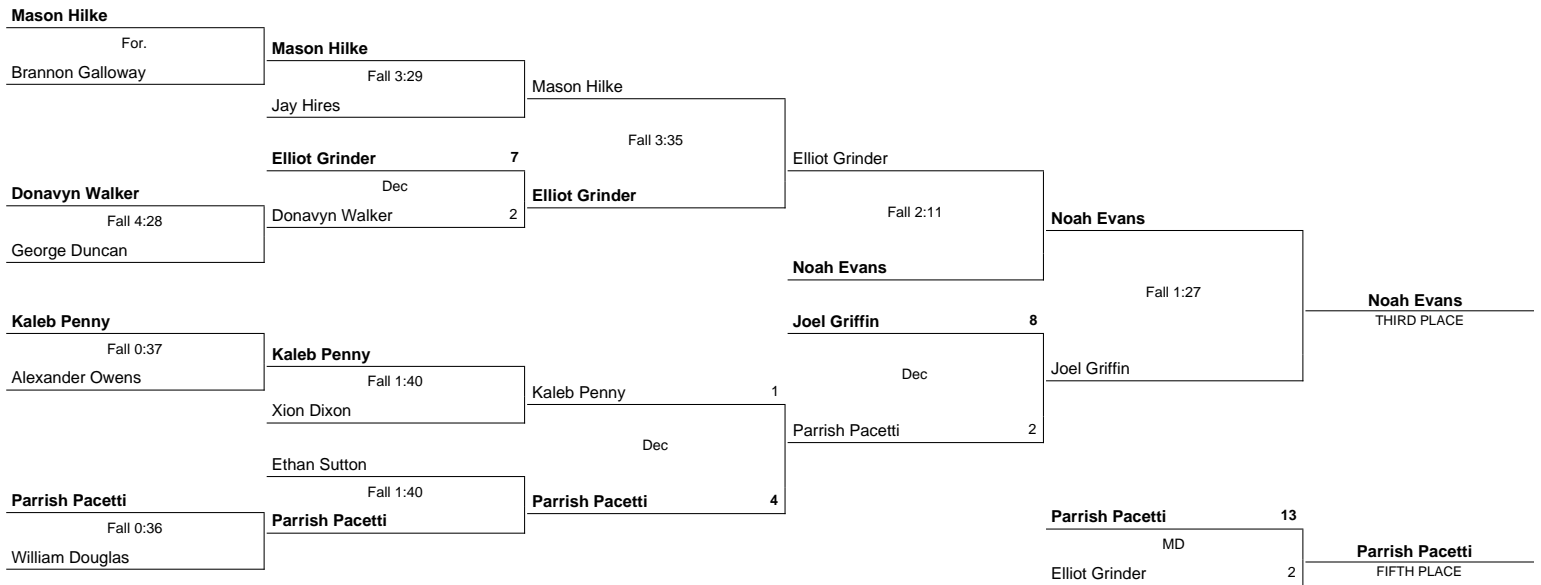 Mason Hilke
For.
Brannon Galloway
Donavyn Walker
Fall 4:28
George Duncan
Kaleb Penny
Fall 0:37
Alexander Owens
Parrish Pacetti
Fall 0:36
William Douglas
Mason Hilke
Fall 3:29
Jay Hires
Elliot Grinder 7
Dec
Donavyn Walker 2
Kaleb Penny
Fall 1:40
Xion Dixon
Ethan Sutton
Fall 1:40
Parrish Pacetti
Mason Hilke
Fall 3:35
Elliot Grinder
Kaleb Penny 1
Dec
Parrish Pacetti 4
Elliot Grinder
Fall 2:11
Noah Evans
Joel Griffin 8
Dec
Parrish Pacetti 2
Noah Evans
Fall 1:27
Joel Griffin
Noah Evans
THIRD PLACE
Parrish Pacetti 13
MD
Elliot Grinder 2
Parrish Pacetti
FIFTH PLACE